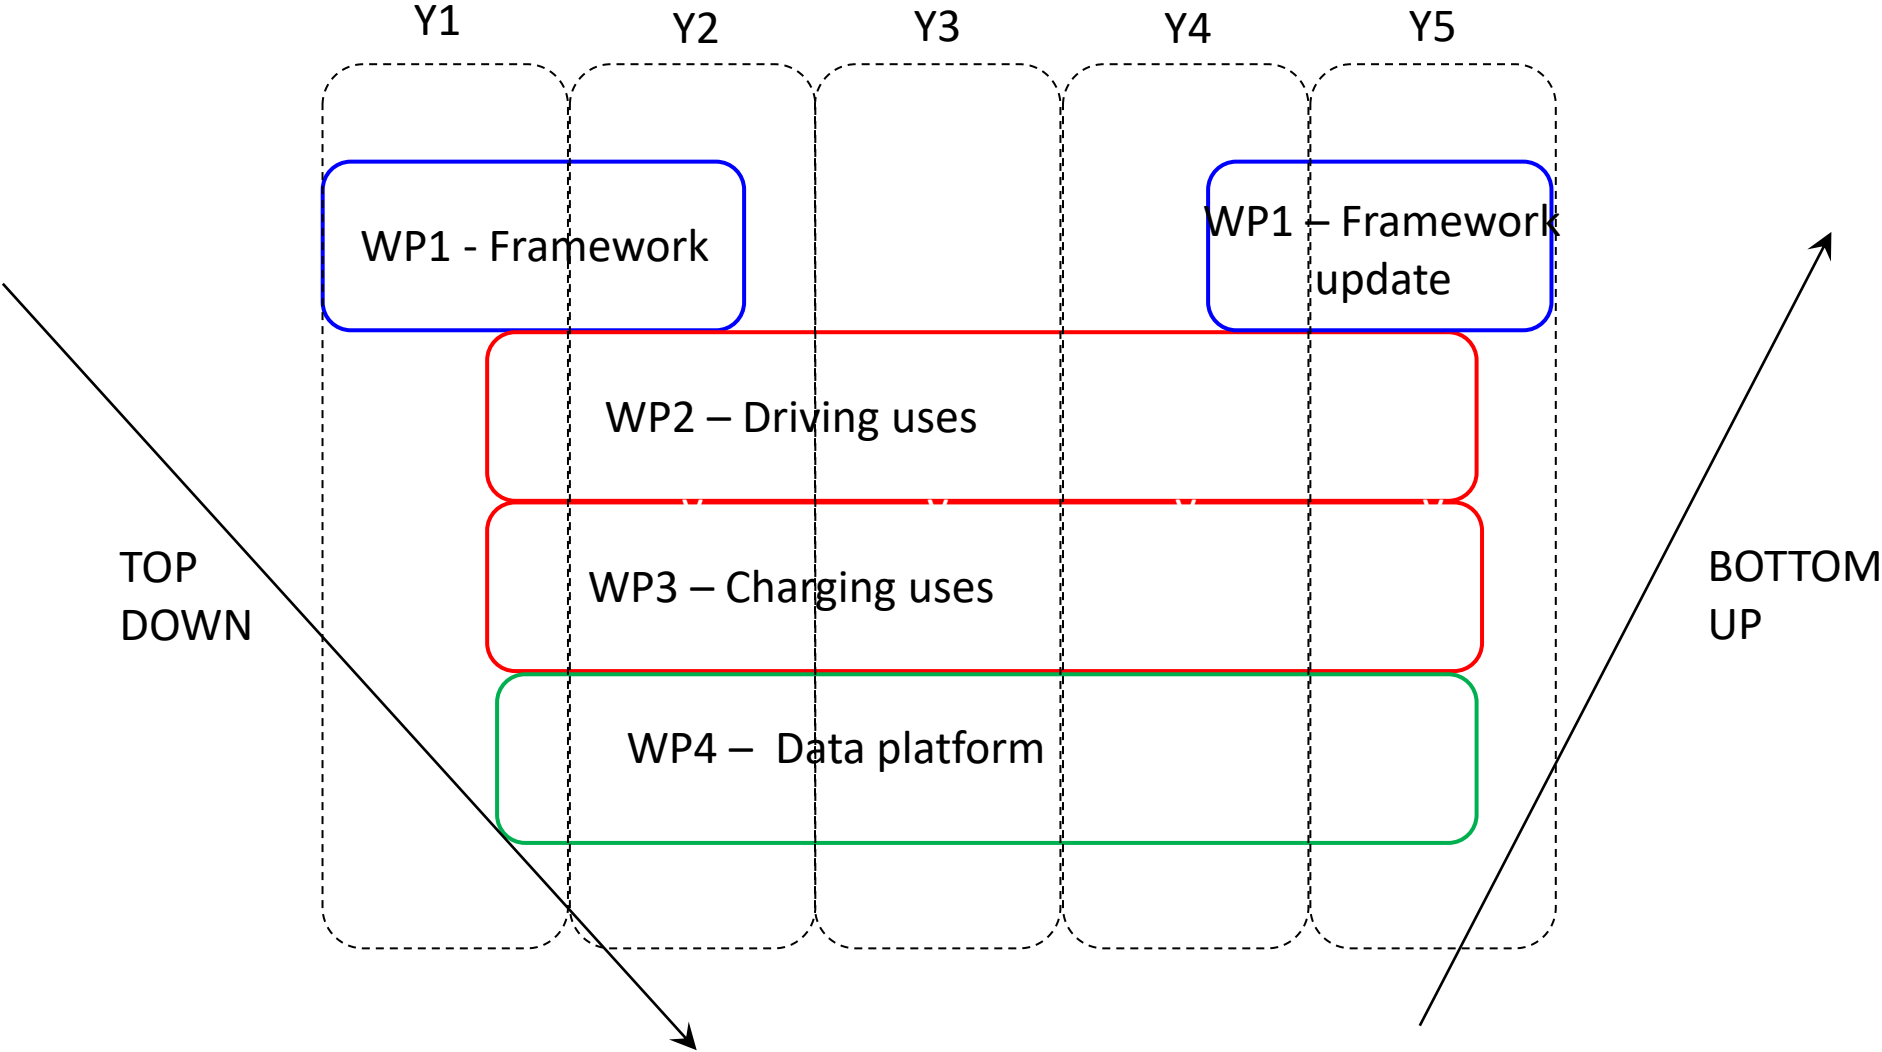 Y1 Y2 Y3 Y4 Y5
WP1 - Framework
WP1 – Framework
update
WP2 – Driving uses
WP3 – Charging uses
WP4 – Data platform
TOP
DOWN
BOTTOM
UP